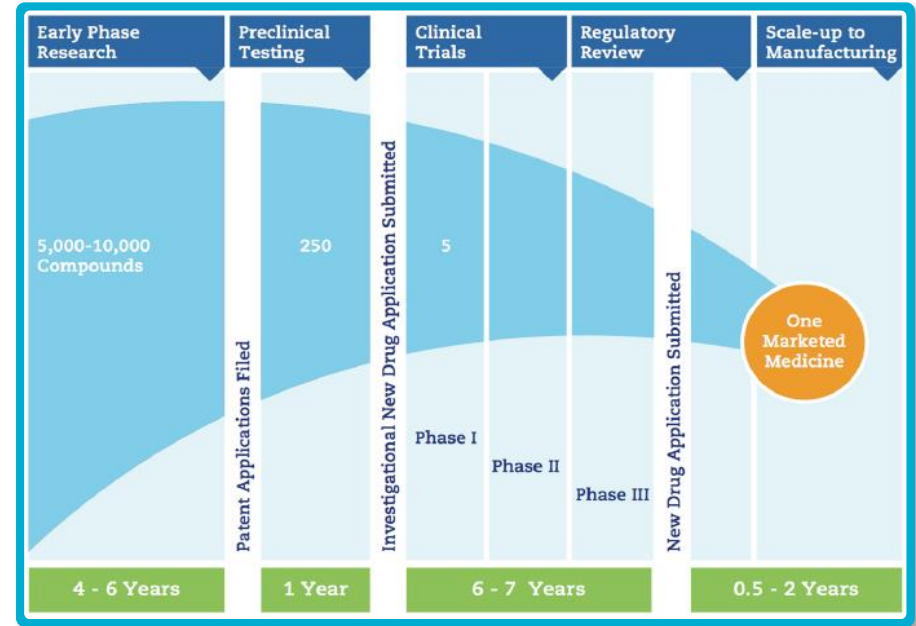 Early Phase
Research
Preclinical
Testing
Clinical
Trials
Regulatory
Review
Scale-up to
Manufacturing
5,000-10,000
Compounds
Patent Applications Filed
250
Investigational New Drug Application Submitted
5
Phase I
Phase II
Phase III
New Drug Application Submitted
One
Marketed
Medicine
4 - 6 Years
1 Year
6 - 7 Years
0.5 - 2 Years